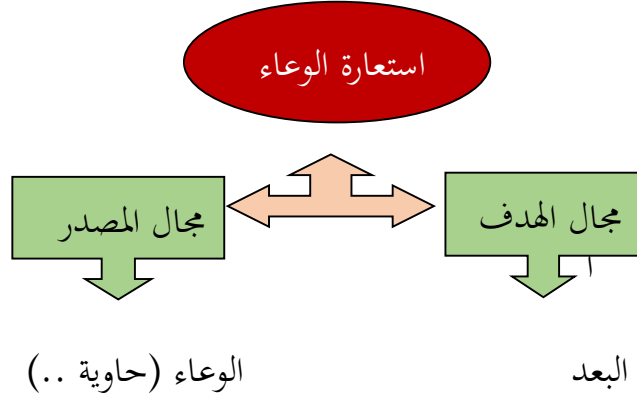 استعارة الوعاء
مجال الهدف
مجال المصدر
البعد
الوعاء (حاوية ..)